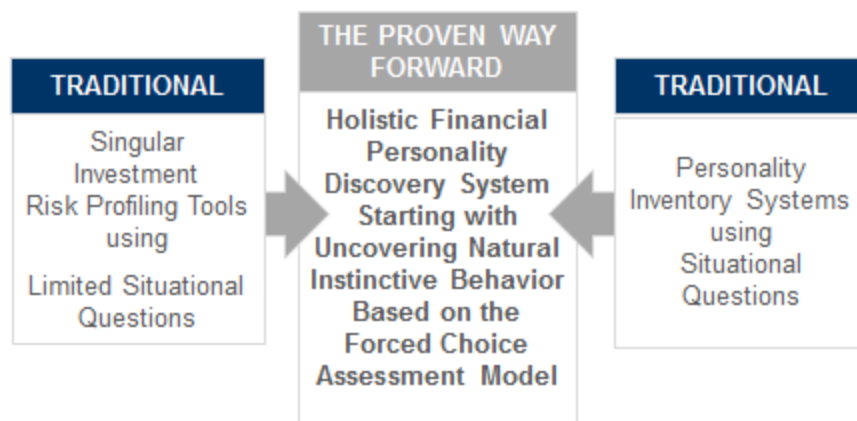 TRADITIONAL
Singular
Investment
Risk Profiling Tools
using
Limited Situational
Questions
THE PROVEN WAY
FORWARD
Holistic Financial
Personality
Discovery System
Starting with
Uncovering Natural
Instinctive Behavior
Based on the
Forced Choice
Assessment Model
TRADITIONAL
Personality
Inventory Systems
using
Situational
Questions